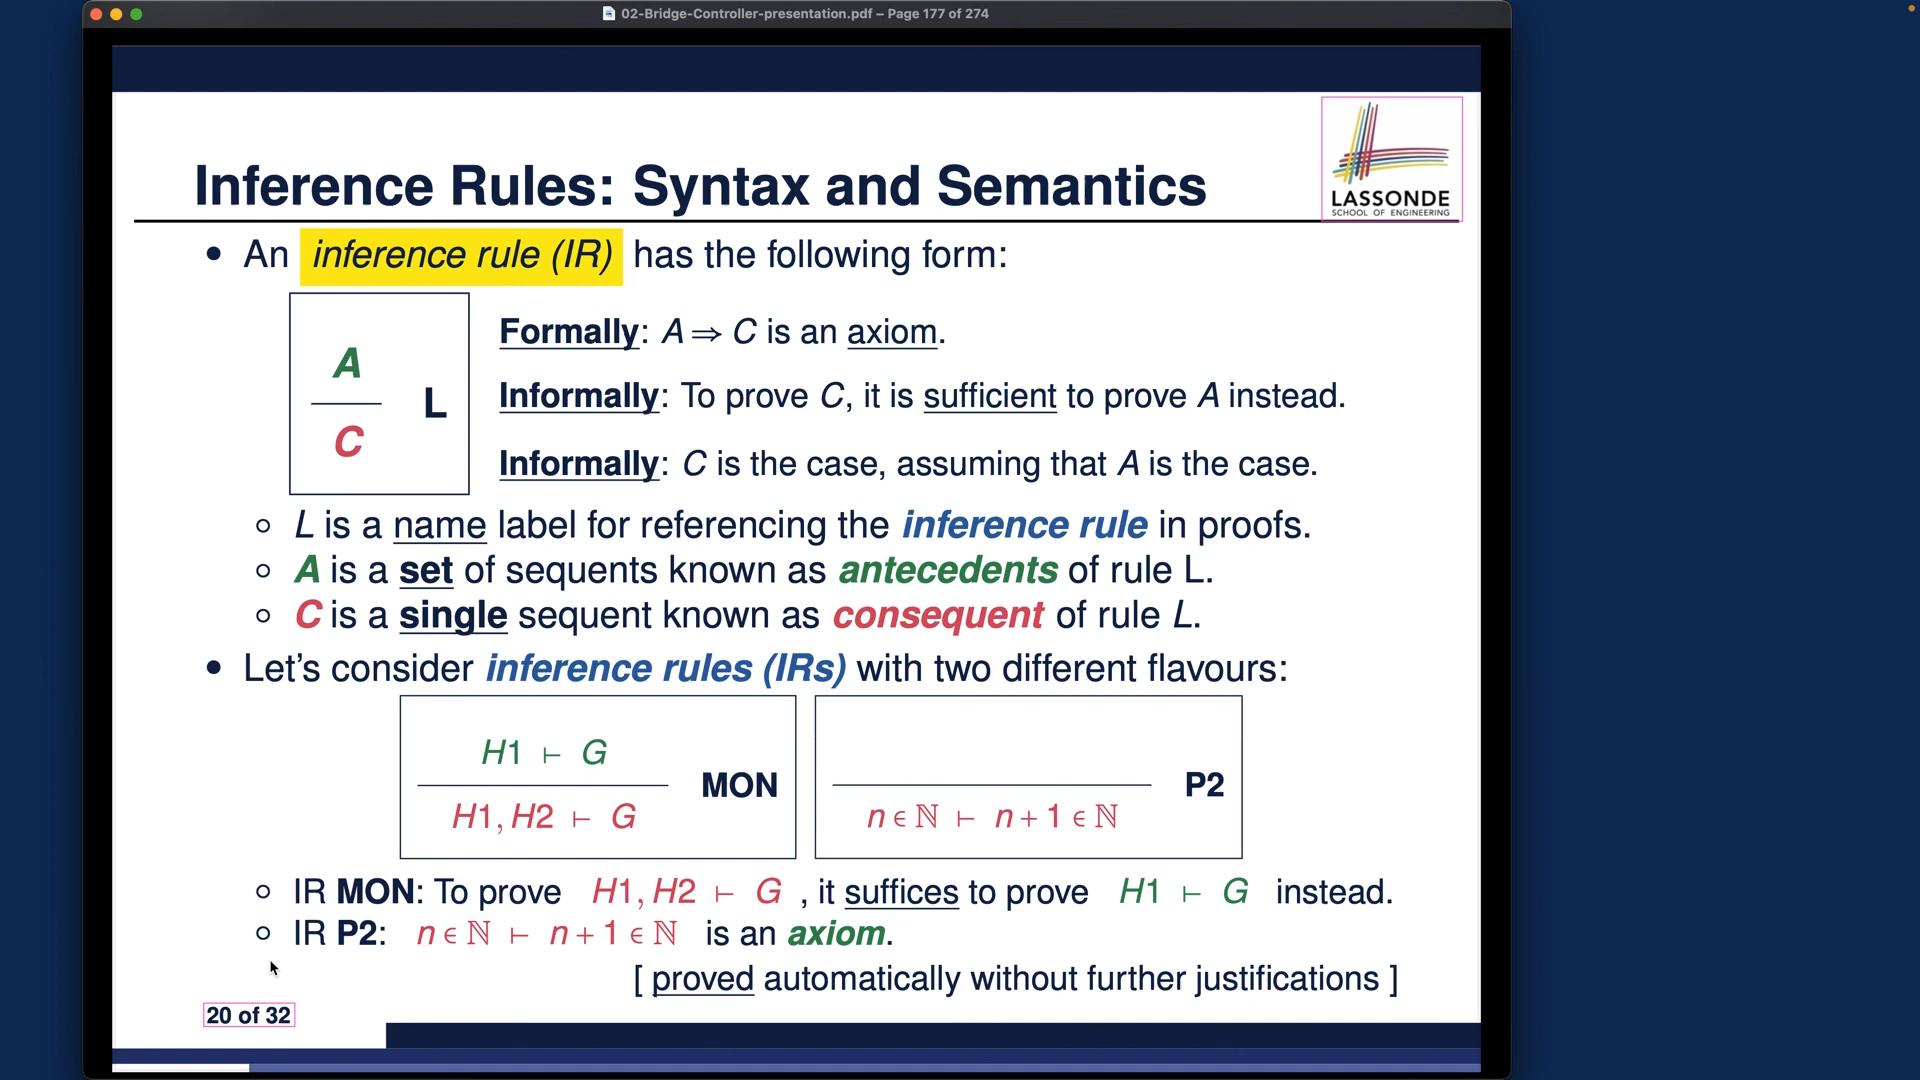 02-Bridge-Controller-presentation.pdf – Page 177 of 274
LASSONDE
SCHOOL OF ENGINEERING
Inference Rules: Syntax and Semantics
• An inference rule (IR) has the following form:
A
C
L
Formally: A ⇒ C is an axiom.
Informally: To prove C, it is sufficient to prove A instead.
Informally: C is the case, assuming that A is the case.
○ L is a name label for referencing the inference rule in proofs.
○ A is a set of sequents known as antecedents of rule L.
○ C is a single sequent known as consequent of rule L.
• Let's consider inference rules (IRs) with two different flavours:
H1 ⊢ G
H1, H2 ⊢ G
MON
n ∈ ℕ ⊢ n + 1 ∈ ℕ
P2
○ IR MON: To prove H1, H2 ⊢ G , it suffices to prove H1 ⊢ G instead.
○ IR P2: n ∈ ℕ ⊢ n + 1 ∈ ℕ is an axiom.
[ proved automatically without further justifications ]
20 of 32